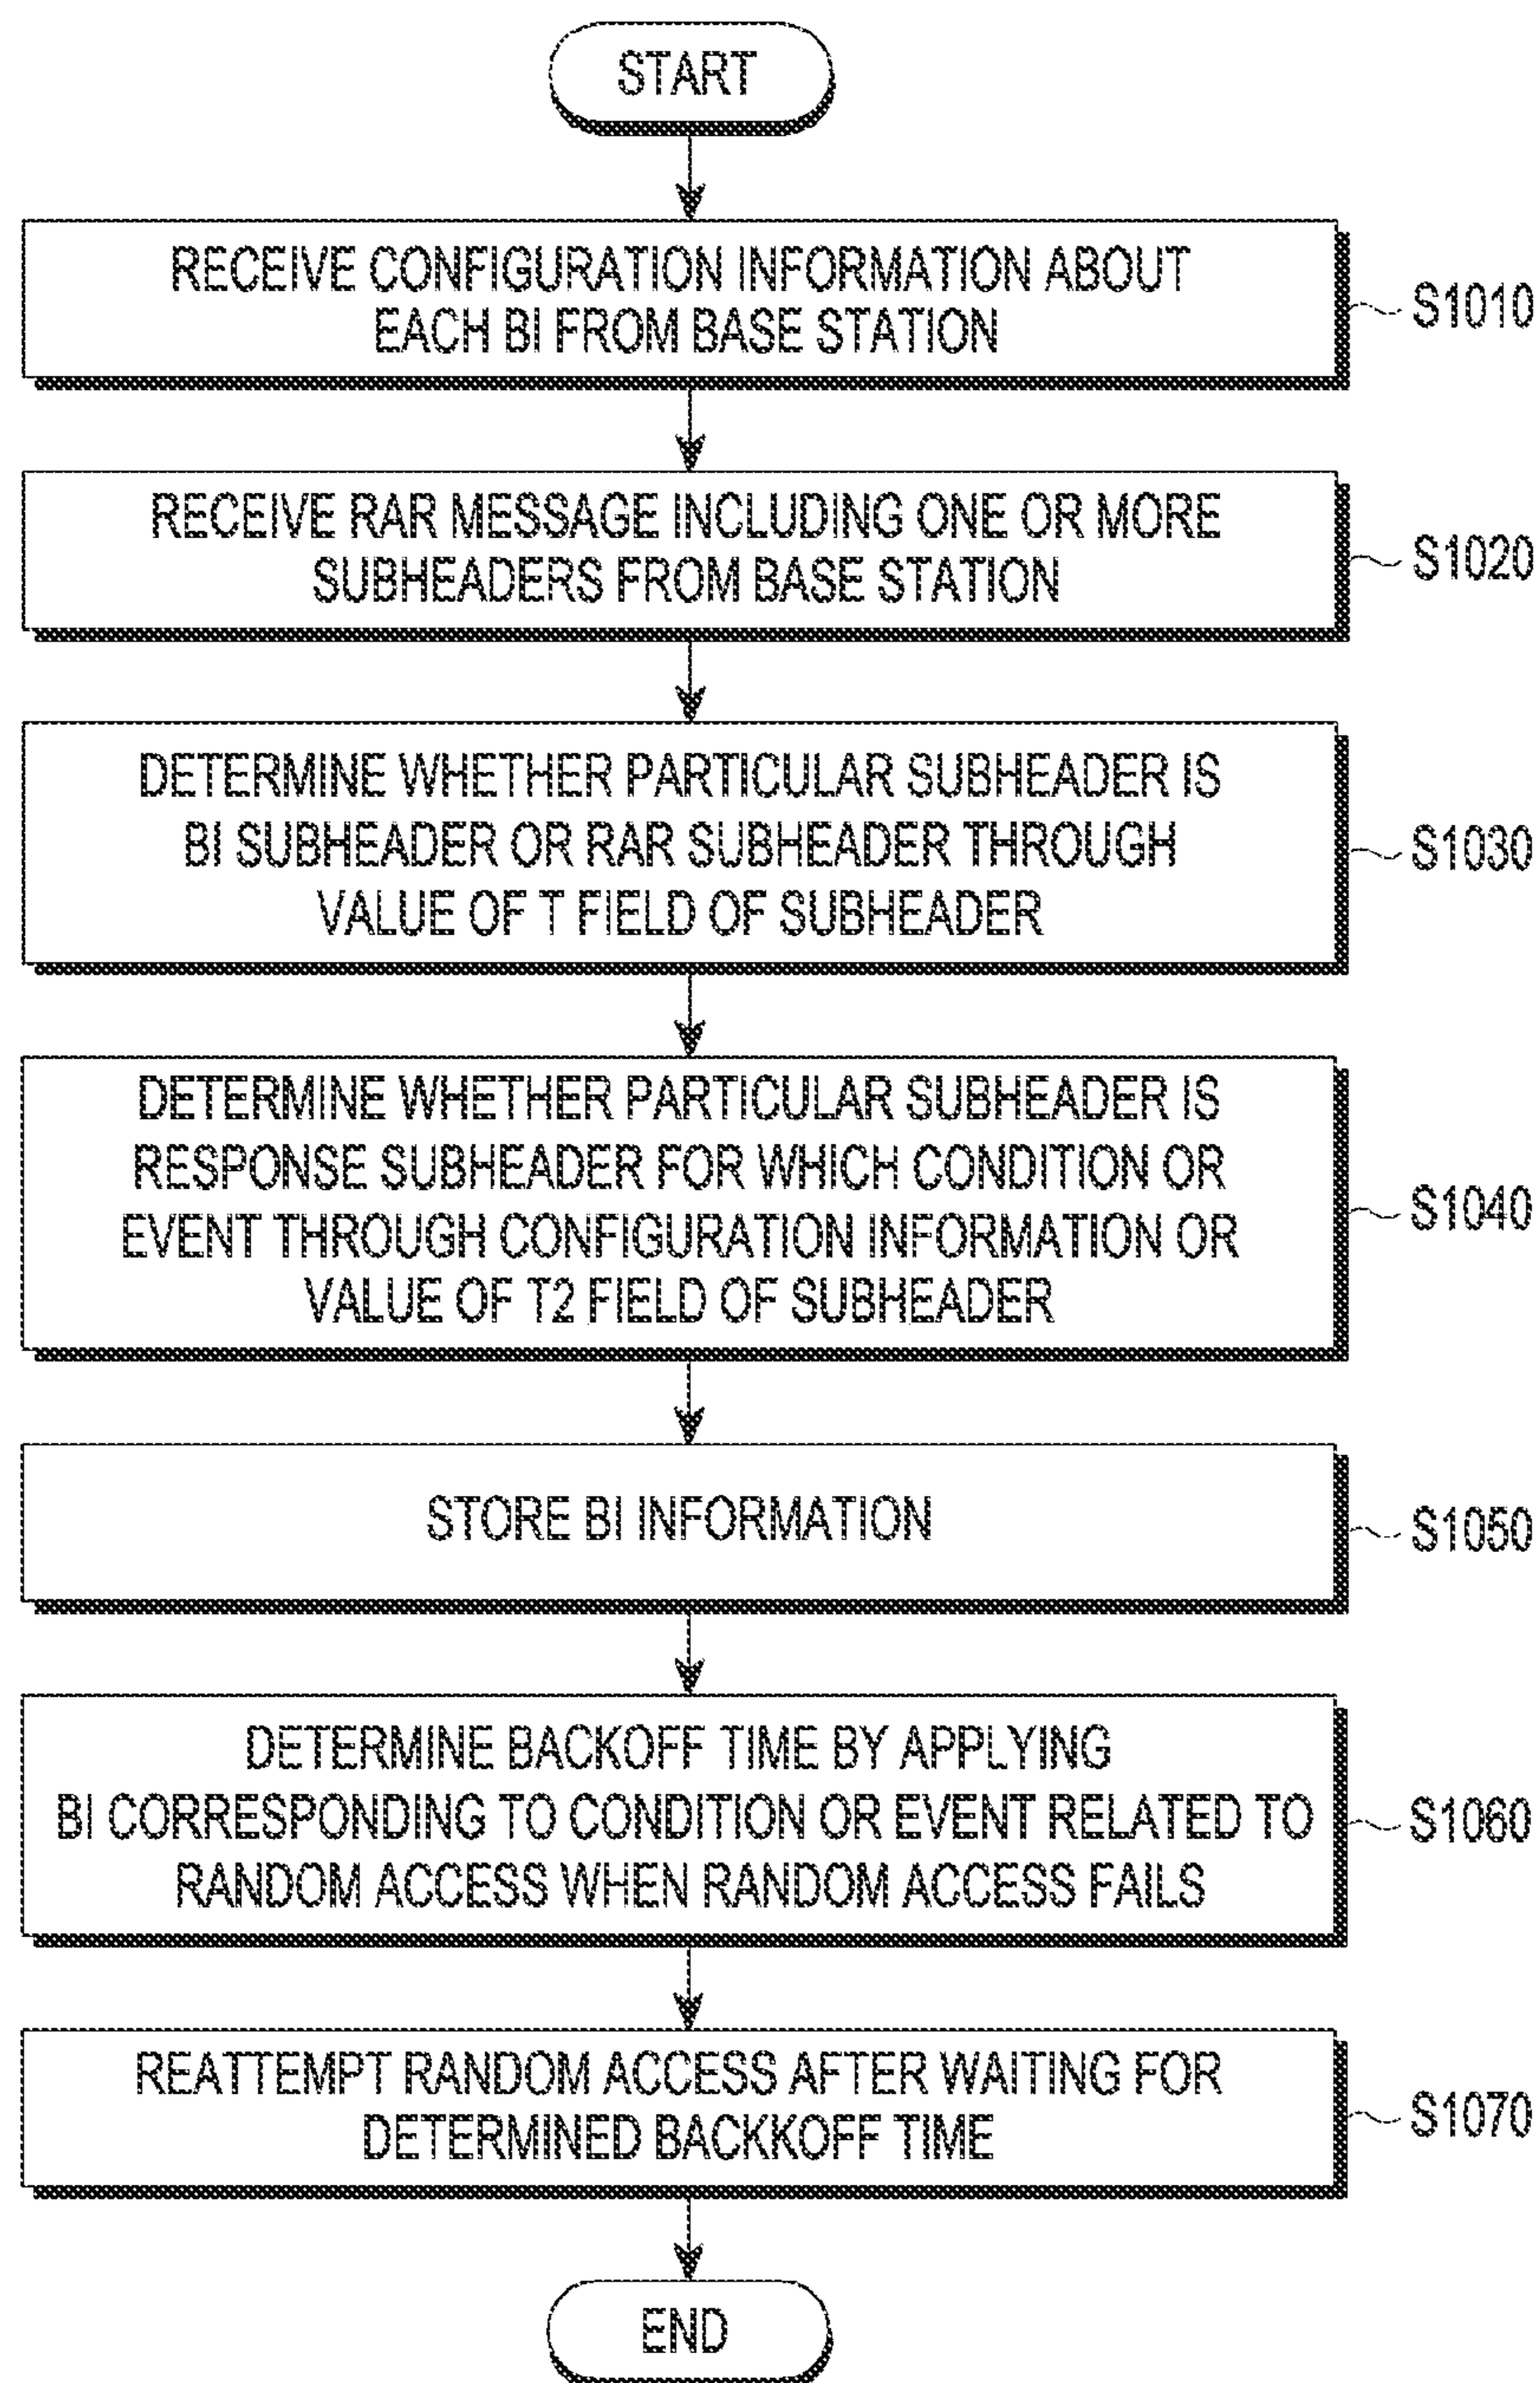 START
RECEIVE CONFIGURATION INFORMATION ABOUT
EACH BI FROM BASE STATION
S1010
RECEIVE RAR MESSAGE INCLUDING ONE OR MORE
SUBHEADERS FROM BASE STATION
S1020
DETERMINE WHETHER PARTICULAR SUBHEADER IS
BI SUBHEADER OR RAR SUBHEADER THROUGH
VALUE OF T FIELD OF SUBHEADER
S1030
DETERMINE WHETHER PARTICULAR SUBHEADER IS
RESPONSE SUBHEADER FOR WHICH CONDITION OR
EVENT THROUGH CONFIGURATION INFORMATION OR
VALUE OF T2 FIELD OF SUBHEADER
S1040
STORE BI INFORMATION
S1050
DETERMINE BACKOFF TIME BY APPLYING
BI CORRESPONDING TO CONDITION OR EVENT RELATED TO
RANDOM ACCESS WHEN RANDOM ACCESS FAILS
S1060
REATTEMPT RANDOM ACCESS AFTER WAITING FOR
DETERMINED BACKKOFF TIME
S1070
END